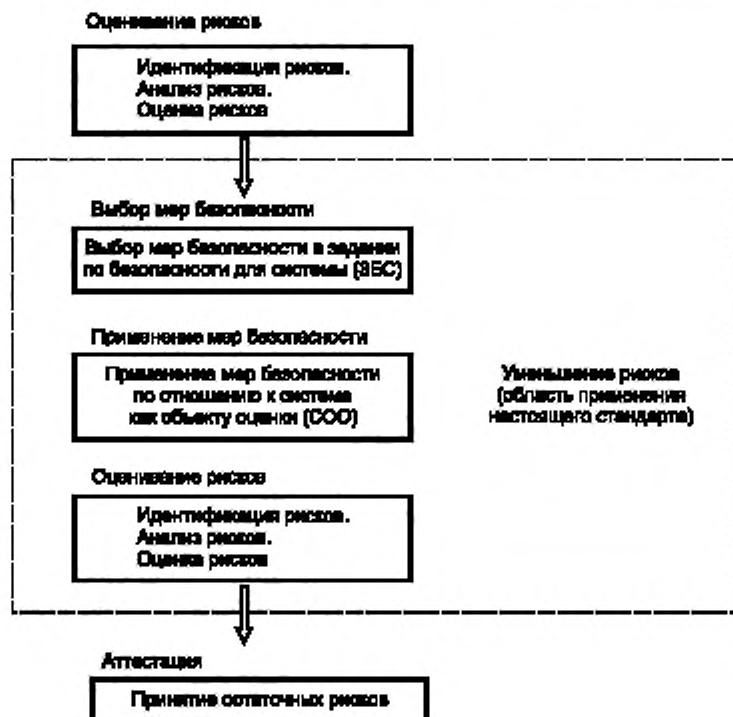 Оценивание рисков
Идентификация рисков.
Анализ рисков.
Оценка рисков
Выбор мер безопасности
Выбор мер безопасности в задании
по безопасности для системы (ЗБС)
Применение мер безопасности
Применение мер безопасности
по отношению к система
как объекту оценки (СОО)
Уменьшение рисков
(область применения
настоящего стандарта)
Оценивание рисков
Идентификация рисков.
Анализ рисков.
Оценка рисков
Аттестация
Принятие остаточных рисков